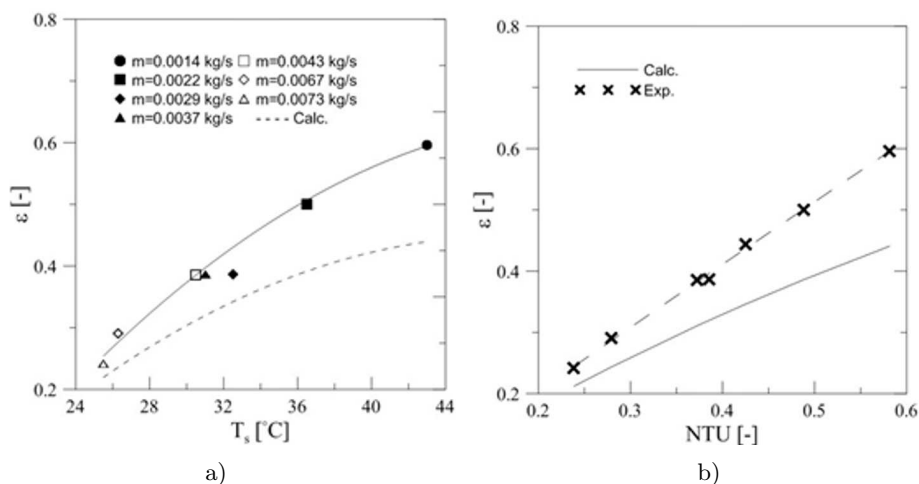 0.8
m=0.0014 kg/s m=0.0043 kg/s
m=0.0022 kg/s m=0.0067 kg/s
m=0.0029 kg/s m=0.0073 kg/s
m=0.0037 kg/s Calc.
0.6
ε [-]
0.4
0.2
24 28 32 36 40 44
T_s [°C]
a)
0.8
Calc.
Exp.
0.6
ε [-]
0.4
0.2
0.2 0.3 0.4 0.5 0.6
NTU [-]
b)